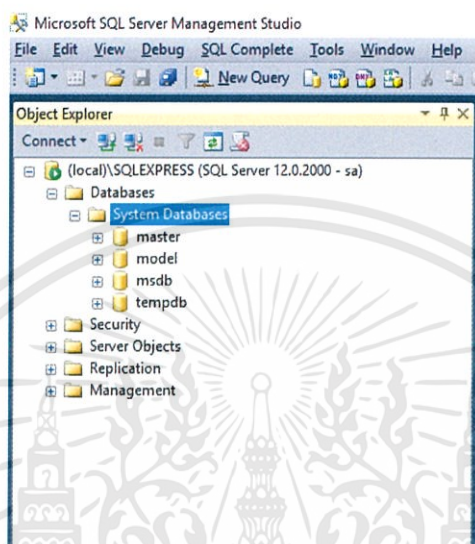 Microsoft SQL Server Management Studio
File Edit View Debug SQL Complete Tools Window Help
New Query
Object Explorer
Connect
(local)\SQLEXPRESS (SQL Server 12.0.2000 - sa)
Databases
System Databases
master
model
msdb
tempdb
Security
Server Objects
Replication
Management